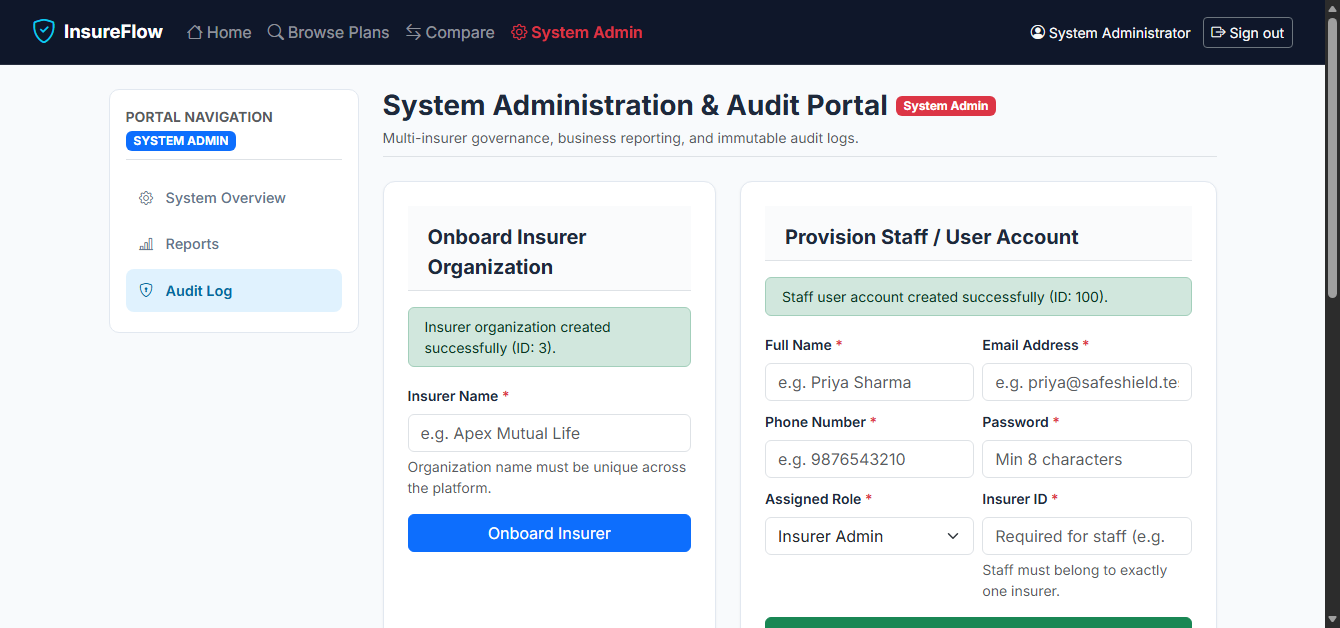 InsureFlow
Home
Browse Plans
Compare
System Admin
System Administrator
Sign out
PORTAL NAVIGATION
SYSTEM ADMIN
System Overview
Reports
Audit Log
System Administration & Audit Portal System Admin
Multi-insurer governance, business reporting, and immutable audit logs.
Onboard Insurer
Organization
Insurer organization created
successfully (ID: 3).
Insurer Name *
e.g. Apex Mutual Life
Organization name must be unique across
the platform.
Onboard Insurer
Provision Staff / User Account
Staff user account created successfully (ID: 100).
Full Name *
e.g. Priya Sharma
Email Address *
e.g. priya@safeshield.te
Phone Number *
e.g. 9876543210
Password *
Min 8 characters
Assigned Role *
Insurer Admin
Insurer ID *
Required for staff (e.g.
Staff must belong to exactly
one insurer.